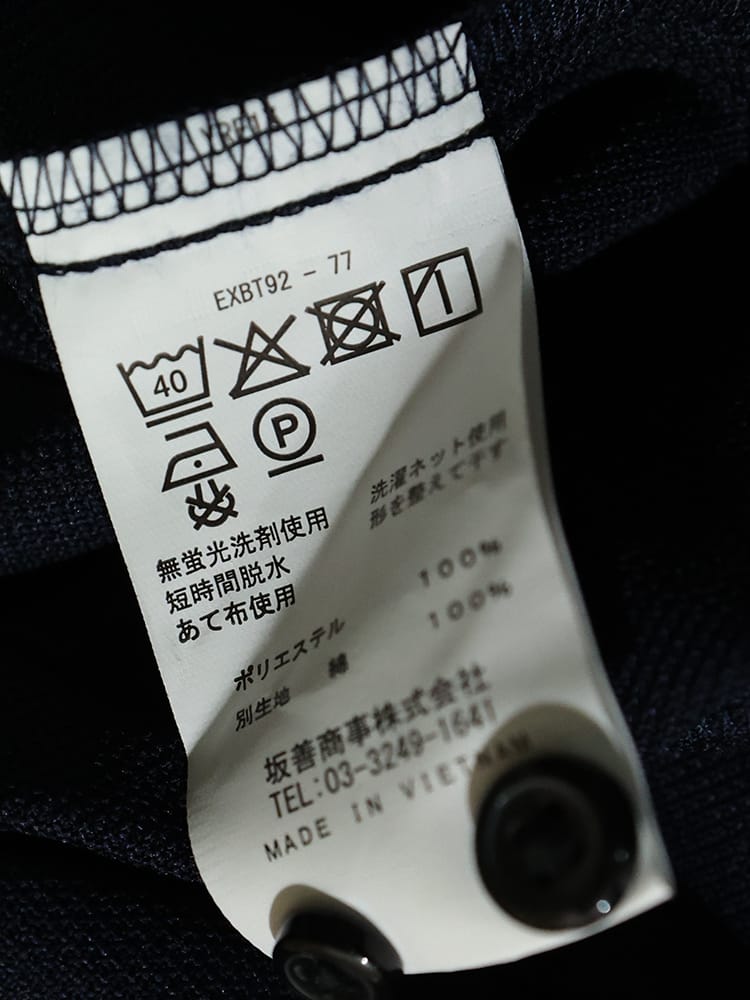 EXBT92 - 77
40
P
無蛍光洗剤使用 洗濯ネット使用
短時間脱水 形を整えて干す
あて布使用
ポリエステル 100%
別生地 綿 100%
坂善商事株式会社
TEL:03-3249-1641
MADE IN VIETNAM